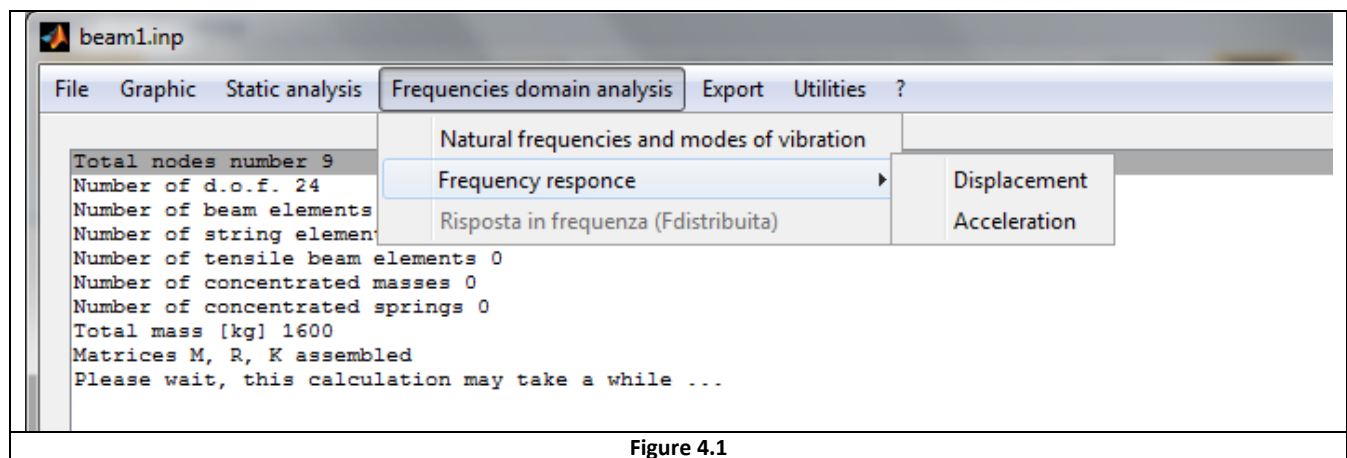 beam1.inp
File Graphic Static analysis Frequencies domain analysis Export Utilities ?
Natural frequencies and modes of vibration
Frequency responce
Risposta in frequenza (Fdistribuita)
Displacement
Acceleration
Total nodes number 9
Number of d.o.f. 24
Number of beam elements
Number of string
Number of tensile beam elements 0
Number of concentrated masses 0
Number of concentrated springs 0
Total mass [kg] 1600
Matrices M, R, K assembled
Please wait, this calculation may take a while ...
Figure 4.1